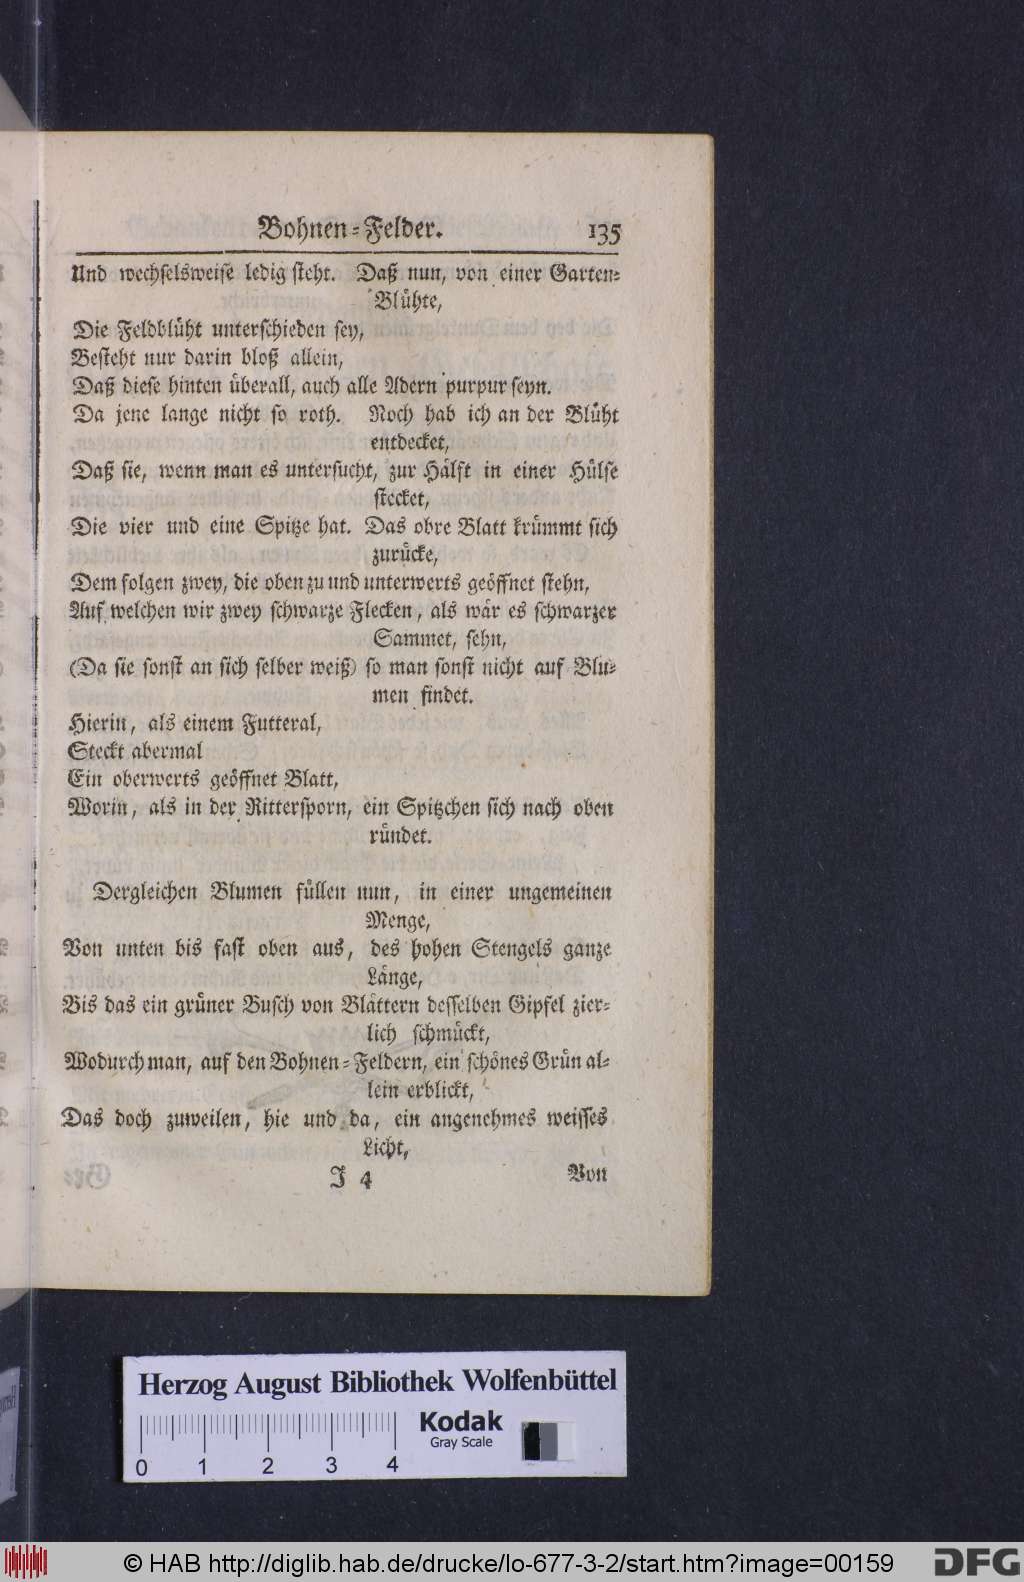 Bohnen=Felder. 135
Und wechselsweise ledig steht. Daß nun, von einer Garten=
Blühte,
Die Feldblüht unterschieden sey,
Besteht nur darin bloß allein,
Daß diese hinten überall, auch alle Adern purpur seyn.
Da jene lange nicht so roth. Noch hab ich an der Blüht
entdecket,
Daß sie, wenn man es untersucht, zur Hälft in einer Hülse
stecket,
Die vier und eine Spitze hat. Das obre Blatt krümmt sich
zurücke,
Dem folgen zwey, die oben zu und unterwerts geöffnet stehn,
Auf welchen wir zwey schwarze Flecken, als wär es schwarzer
Sammet, sehn,
(Da sie sonst an sich selber weiß) so man sonst nicht auf Blu=
men findet.
Hierin, als einem Futteral,
Steckt abermal
Ein oberwerts geöffnet Blatt,
Worin, als in der Rittersporn, ein Spitzchen sich nach oben
ründet.
Dergleichen Blumen füllen nun, in einer ungemeinen
Menge,
Von unten bis fast oben aus, des hohen Stengels ganze
Länge,
Bis das ein grüner Busch von Blättern desselben Gipfel zier=
lich schmückt,
Wodurch man, auf den Bohnen=Feldern, ein schönes Grün al=
lein erblickt,
Das doch zuweilen, hie und da, ein angenehmes weisses
Licht,
J 4 Von
Herzog August Bibliothek Wolfenbüttel
Kodak
Gray Scale
0 1 2 3 4
© HAB http://diglib.hab.de/drucke/lo-677-3-2/start.htm?image=00159
DFG